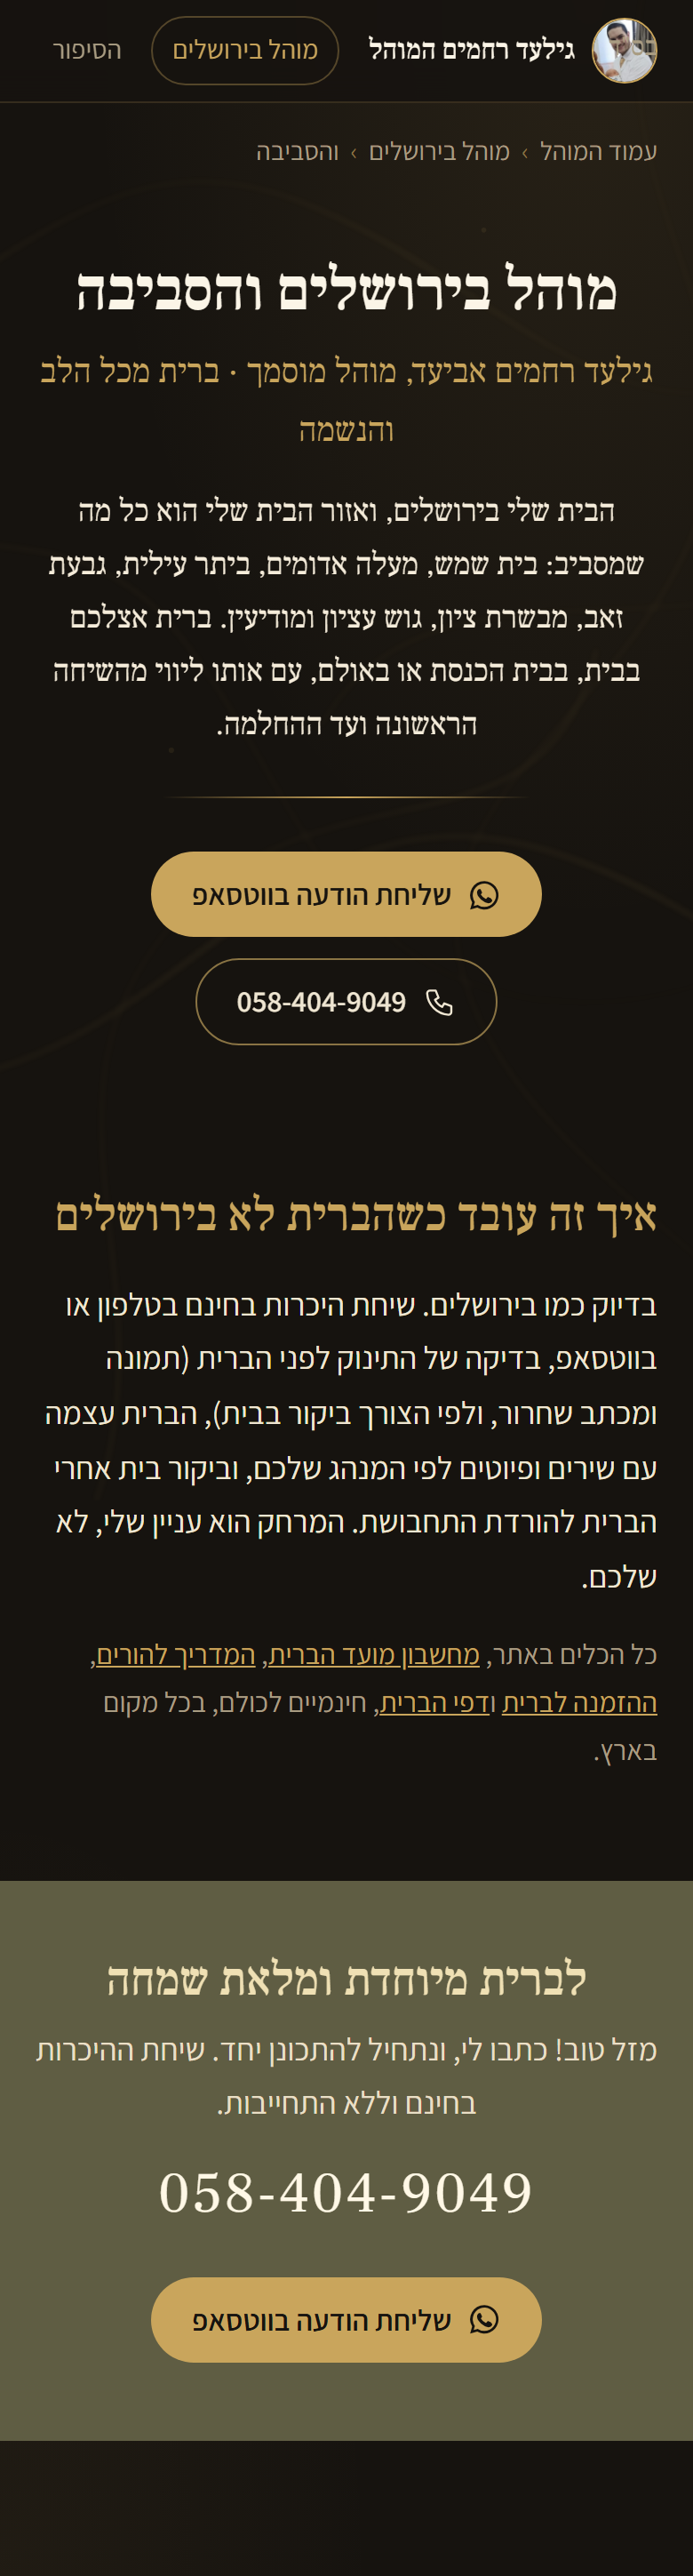 גילעד רחמים המוהל
מוהל בירושלים
הסיפור
עמוד המוהל › מוהל בירושלים › והסביבה
מוהל בירושלים והסביבה
גילעד רחמים אביעד, מוהל מוסמך · ברית מכל הלב
והנשמה
הבית שלי בירושלים, ואזור הבית שלי הוא כל מה
שמסביב: בית שמש, מעלה אדומים, ביתר עילית, גבעת
זאב, מבשרת ציון, גוש עציון ומודיעין. ברית אצלכם
בבית, בבית הכנסת או באולם, עם אותו ליווי מהשיחה
הראשונה ועד ההחלמה.
שליחת הודעה בווטסאפ
058-404-9049
איך זה עובד כשהברית לא בירושלים
בדיוק כמו בירושלים. שיחת היכרות בחינם בטלפון או
בווטסאפ, בדיקה של התינוק לפני הברית (תמונה
ומכתב שחרור, ולפי הצורך ביקור בבית), הברית עצמה
עם שירים ופיוטים לפי המנהג שלכם, וביקור בית אחרי
הברית להורדת התחבושת. המרחק הוא עניין שלי, לא
שלכם.
כל הכלים באתר, מחשבון מועד הברית, המדריך להורים,
ההזמנה לברית ודפי הברית, חינמיים לכולם, בכל מקום
בארץ.
לברית מיוחדת ומלאת שמחה
מזל טוב! כתבו לי, ונתחיל להתכונן יחד. שיחת ההיכרות
בחינם וללא התחייבות.
058-404-9049
שליחת הודעה בווטסאפ